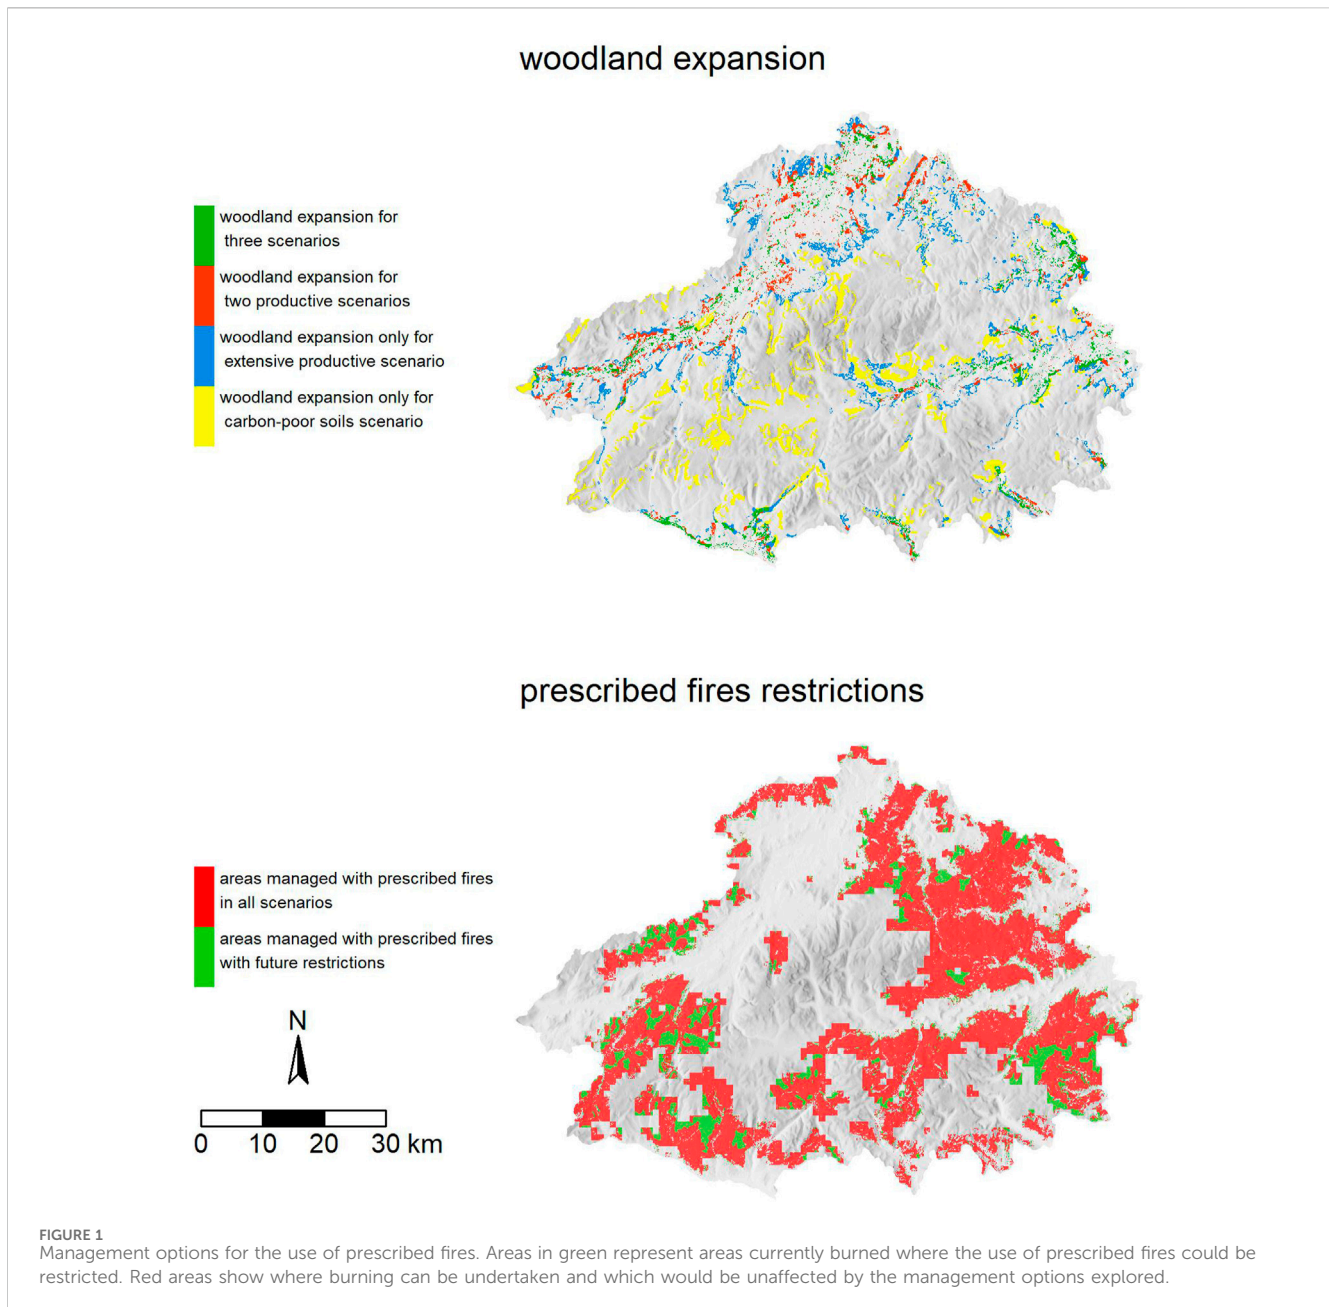 woodland expansion
woodland expansion for
three scenarios
woodland expansion for
two productive scenarios
woodland expansion only for
extensive productive scenario
woodland expansion only for
carbon-poor soils scenario
prescribed fires restrictions
areas managed with prescribed fires
in all scenarios
areas managed with prescribed fires
with future restrictions
N
0 10 20 30 km
FIGURE 1
Management options for the use of prescribed fires. Areas in green represent areas currently burned where the use of prescribed fires could be
restricted. Red areas show where burning can be undertaken and which would be unaffected by the management options explored.